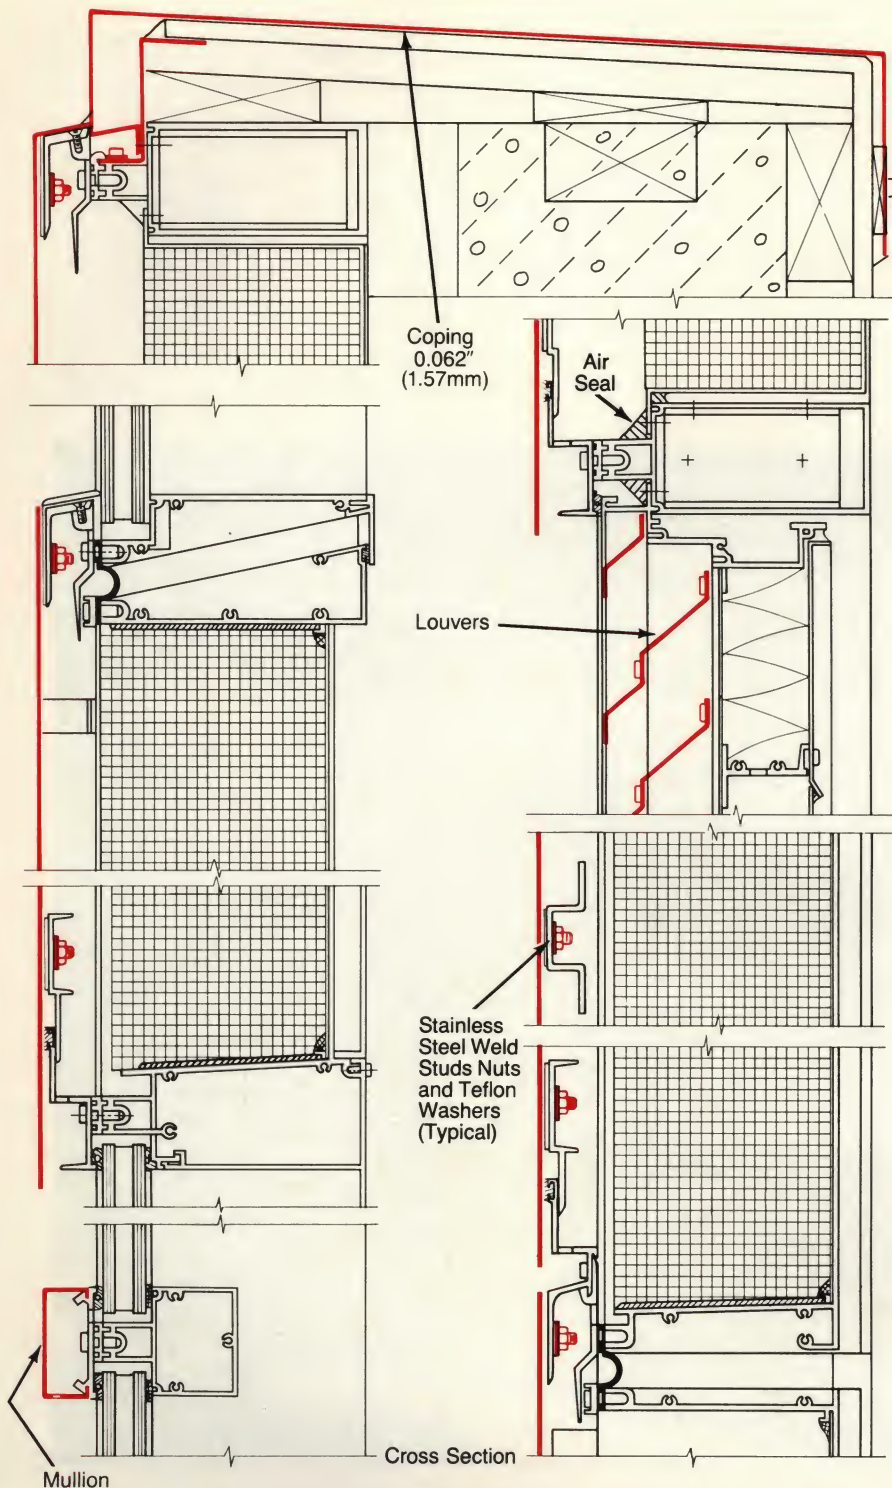 Coping
0.062"
(1.57mm)
Air
Seal
Louvers
Stainless
Steel Weld
Studs Nuts
and Teflon
Washers
(Typical)
Cross Section
Mullion